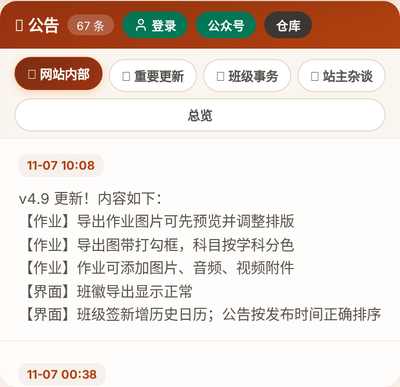 公告 67 条 登录 公众号 仓库
网站内部 重要更新 班级事务 站主杂谈
总览
11-07 10:08
v4.9 更新！内容如下：
【作业】导出作业图片可先预览并调整排版
【作业】导出图带打勾框，科目按学科分色
【作业】作业可添加图片、音频、视频附件
【界面】班徽导出显示正常
【界面】班级签新增历史日历；公告按发布时间正确排序
11-07 00:38